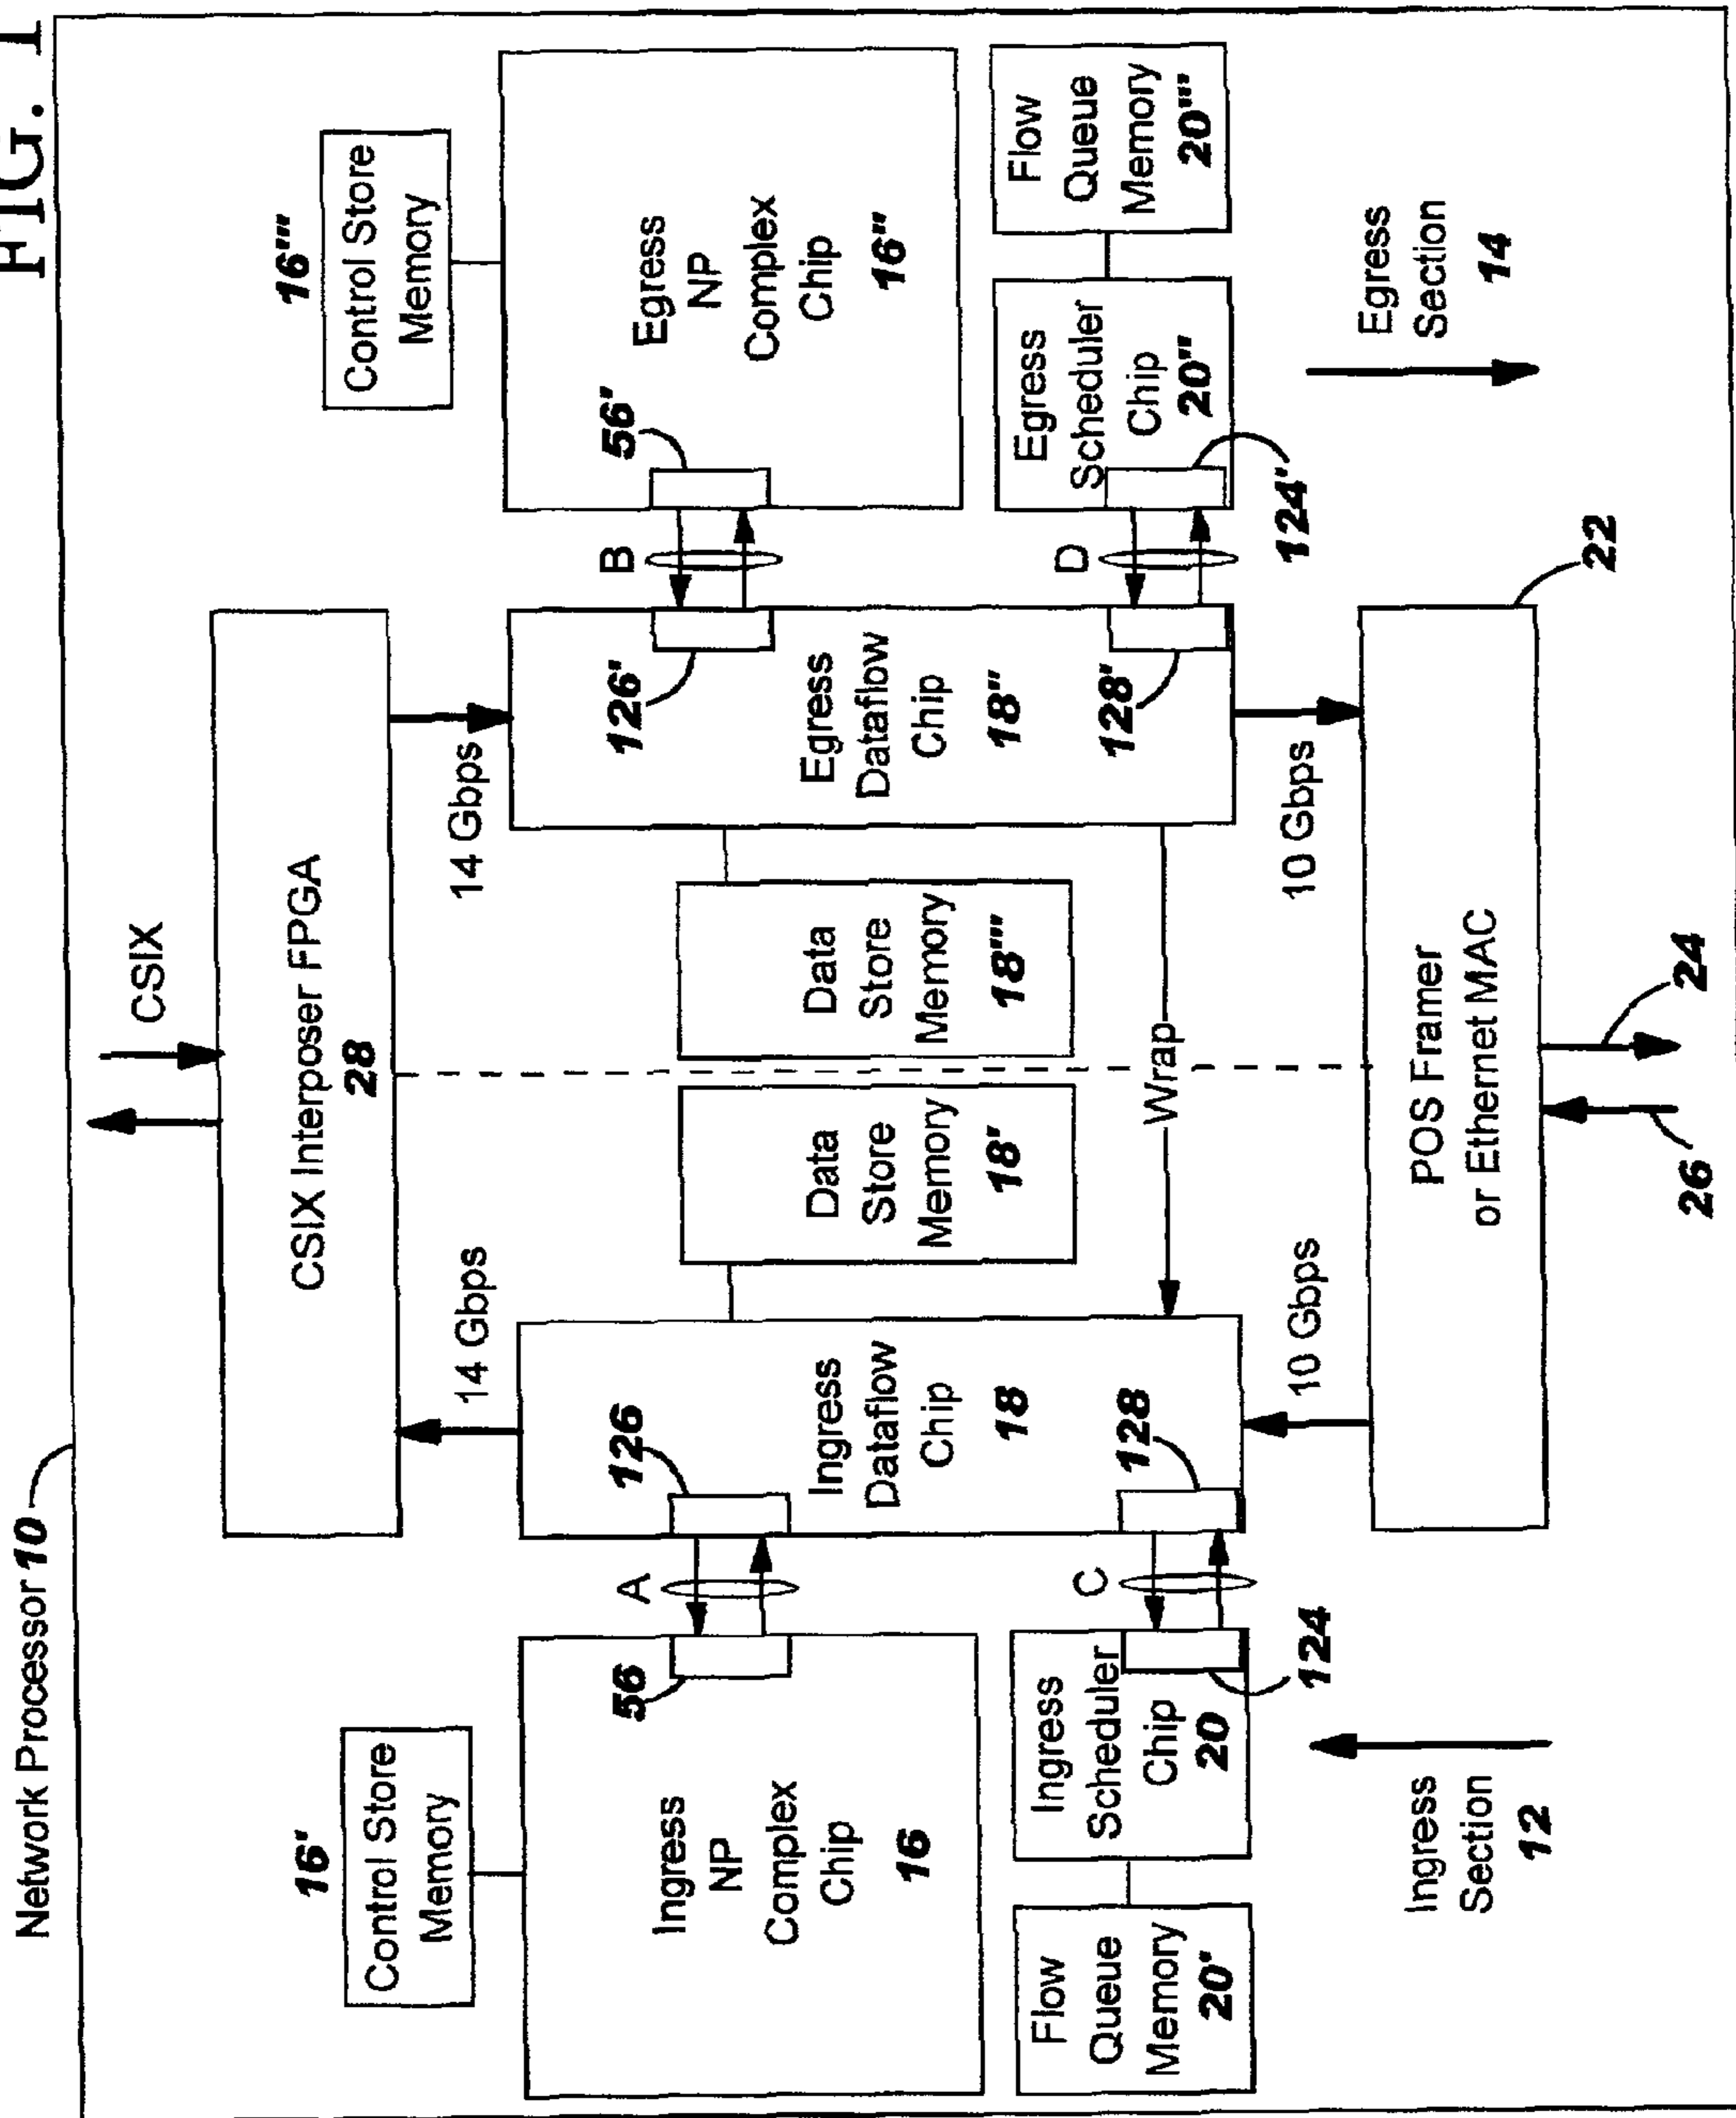 FIG. 1
Network Processor 10
CSIX
CSIX Interposer FPGA
28
14 Gbps
14 Gbps
16'
Control Store
Memory
16'''
Control Store
Memory
Ingress
NP
Complex
Chip
16
56
A
126
Ingress
Dataflow
Chip
18
128
Data
Store
Memory
18'
Data
Store
Memory
18'''
126'
Egress
Dataflow
Chip
18''
128'
B
56'
Egress
NP
Complex
Chip
16''
Flow
Queue
Memory
20'
Ingress
Scheduler
Chip
20
124
C
Wrap
D
Egress
Scheduler
Chip
20''
124'
Flow
Queue
Memory
20'''
10 Gbps
10 Gbps
Ingress
Section
12
POS Framer
or Ethernet MAC
22
Egress
Section
14
26
24